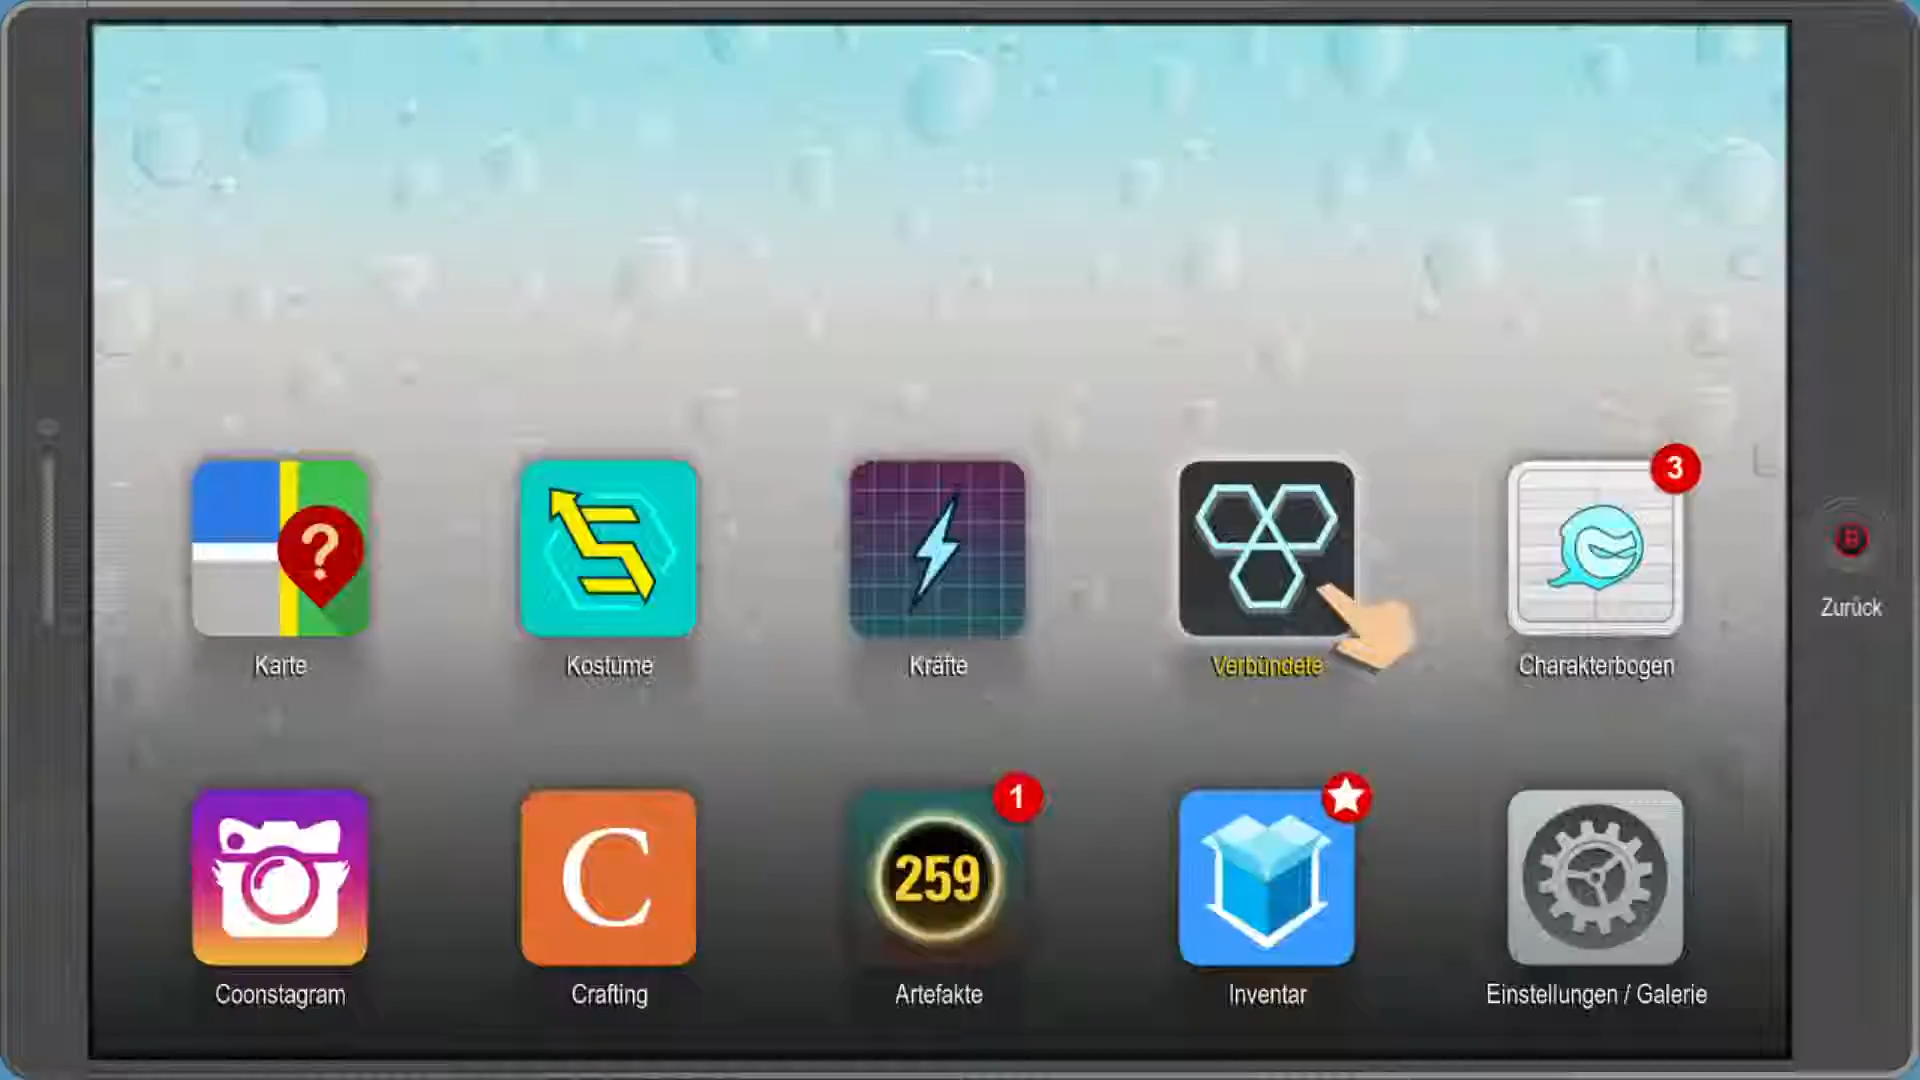 3
?
Karte
Kostüme
Kräfte
Verbündete
Charakterbogen
B
Zurück
1
C
259
Coonstagram
Crafting
Artefakte
Inventar
Einstellungen / Galerie